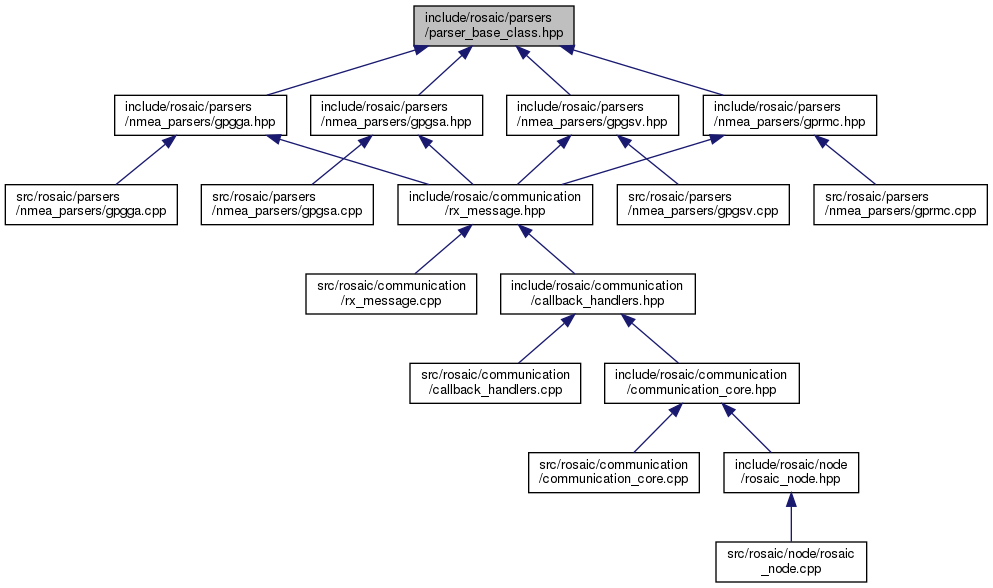 include/rosaic/parsers
/parser_base_class.hpp
include/rosaic/parsers
/nmea_parsers/gpgga.hpp
include/rosaic/parsers
/nmea_parsers/gpgsa.hpp
include/rosaic/parsers
/nmea_parsers/gpgsv.hpp
include/rosaic/parsers
/nmea_parsers/gprmc.hpp
src/rosaic/parsers
/nmea_parsers/gpgga.cpp
src/rosaic/parsers
/nmea_parsers/gpgsa.cpp
include/rosaic/communication
/rx_message.hpp
src/rosaic/parsers
/nmea_parsers/gpgsv.cpp
src/rosaic/parsers
/nmea_parsers/gprmc.cpp
src/rosaic/communication
/rx_message.cpp
include/rosaic/communication
/callback_handlers.hpp
src/rosaic/communication
/callback_handlers.cpp
include/rosaic/communication
/communication_core.hpp
src/rosaic/communication
/communication_core.cpp
include/rosaic/node
/rosaic_node.hpp
src/rosaic/node/rosaic
_node.cpp